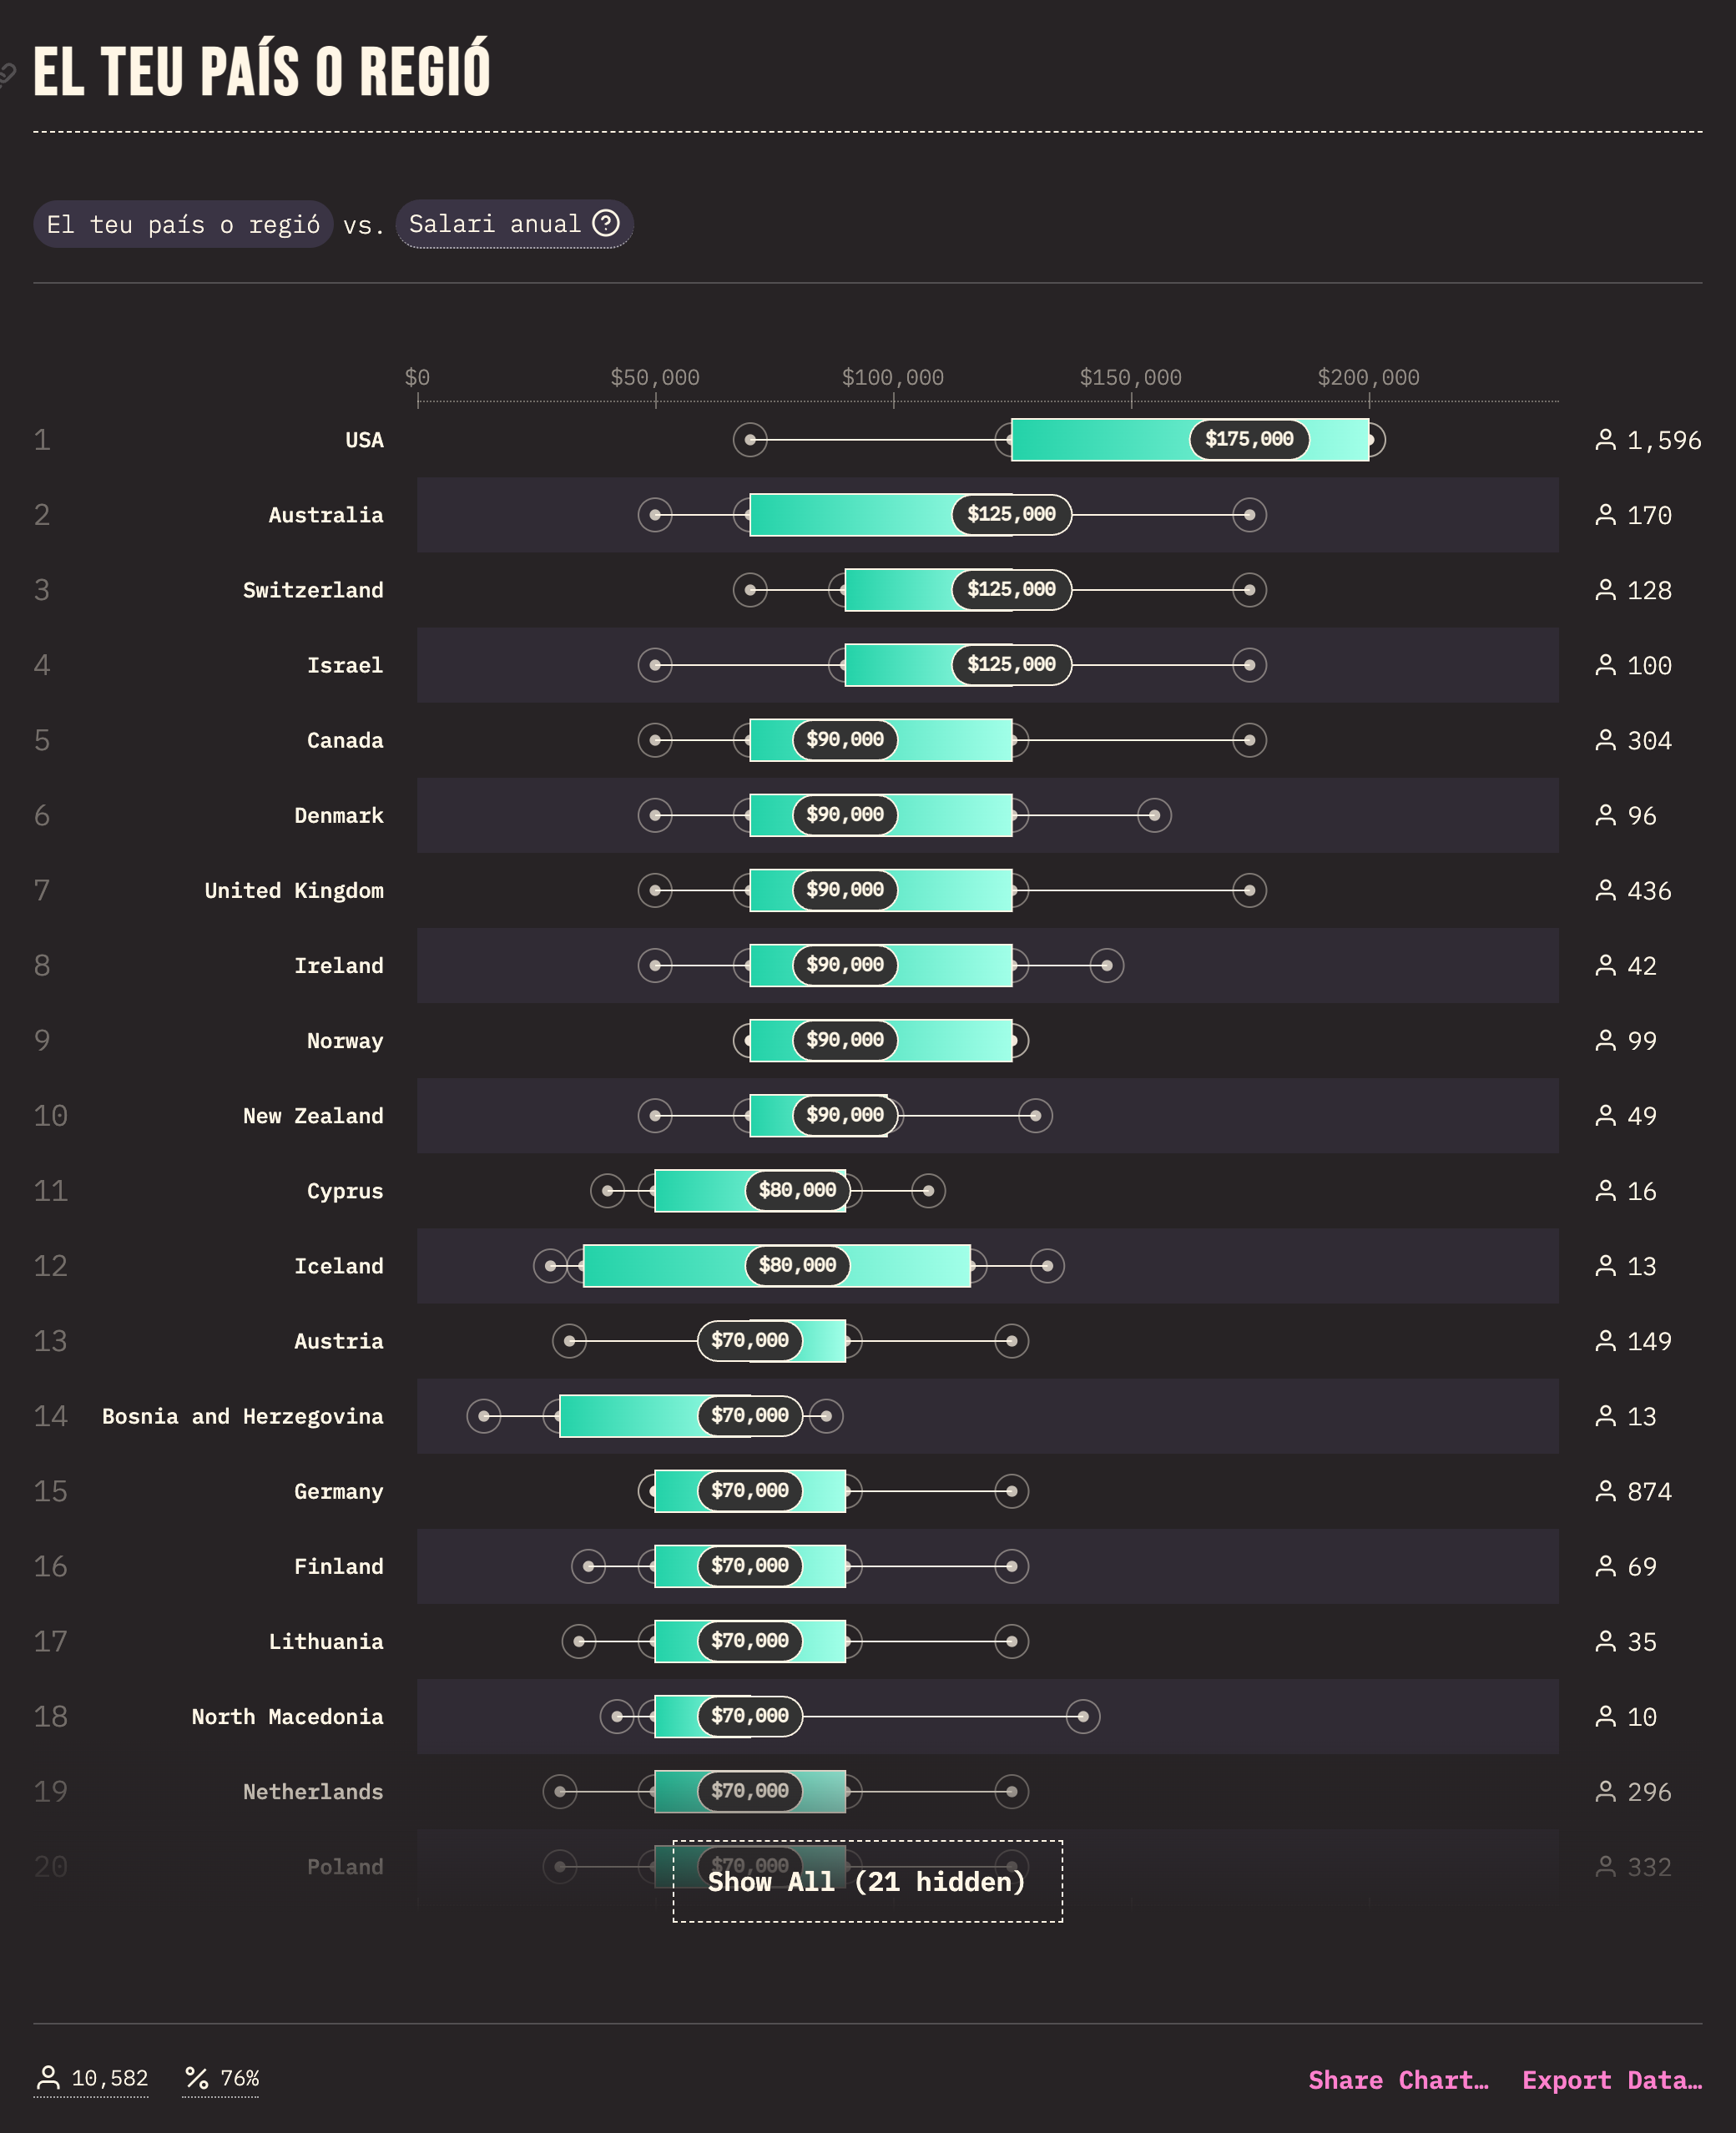 EL TEU PAÍS O REGIÓ
El teu país o regió vs. Salari anual ?
$0 $50,000 $100,000 $150,000 $200,000
1 USA $175,000 1,596
2 Australia $125,000 170
3 Switzerland $125,000 128
4 Israel $125,000 100
5 Canada $90,000 304
6 Denmark $90,000 96
7 United Kingdom $90,000 436
8 Ireland $90,000 42
9 Norway $90,000 99
10 New Zealand $90,000 49
11 Cyprus $80,000 16
12 Iceland $80,000 13
13 Austria $70,000 149
14 Bosnia and Herzegovina $70,000 13
15 Germany $70,000 874
16 Finland $70,000 69
17 Lithuania $70,000 35
18 North Macedonia $70,000 10
19 Netherlands $70,000 296
20 Poland $70,000 332
Show All (21 hidden)
10,582 % 76% Share Chart… Export Data…